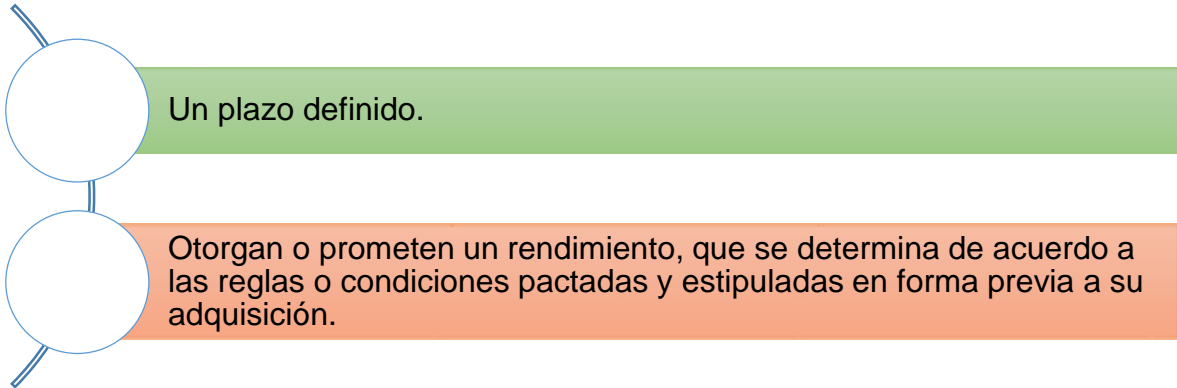 Un plazo definido.
Otorgan o prometen un rendimiento, que se determina de acuerdo a
las reglas o condiciones pactadas y estipuladas en forma previa a su
adquisición.